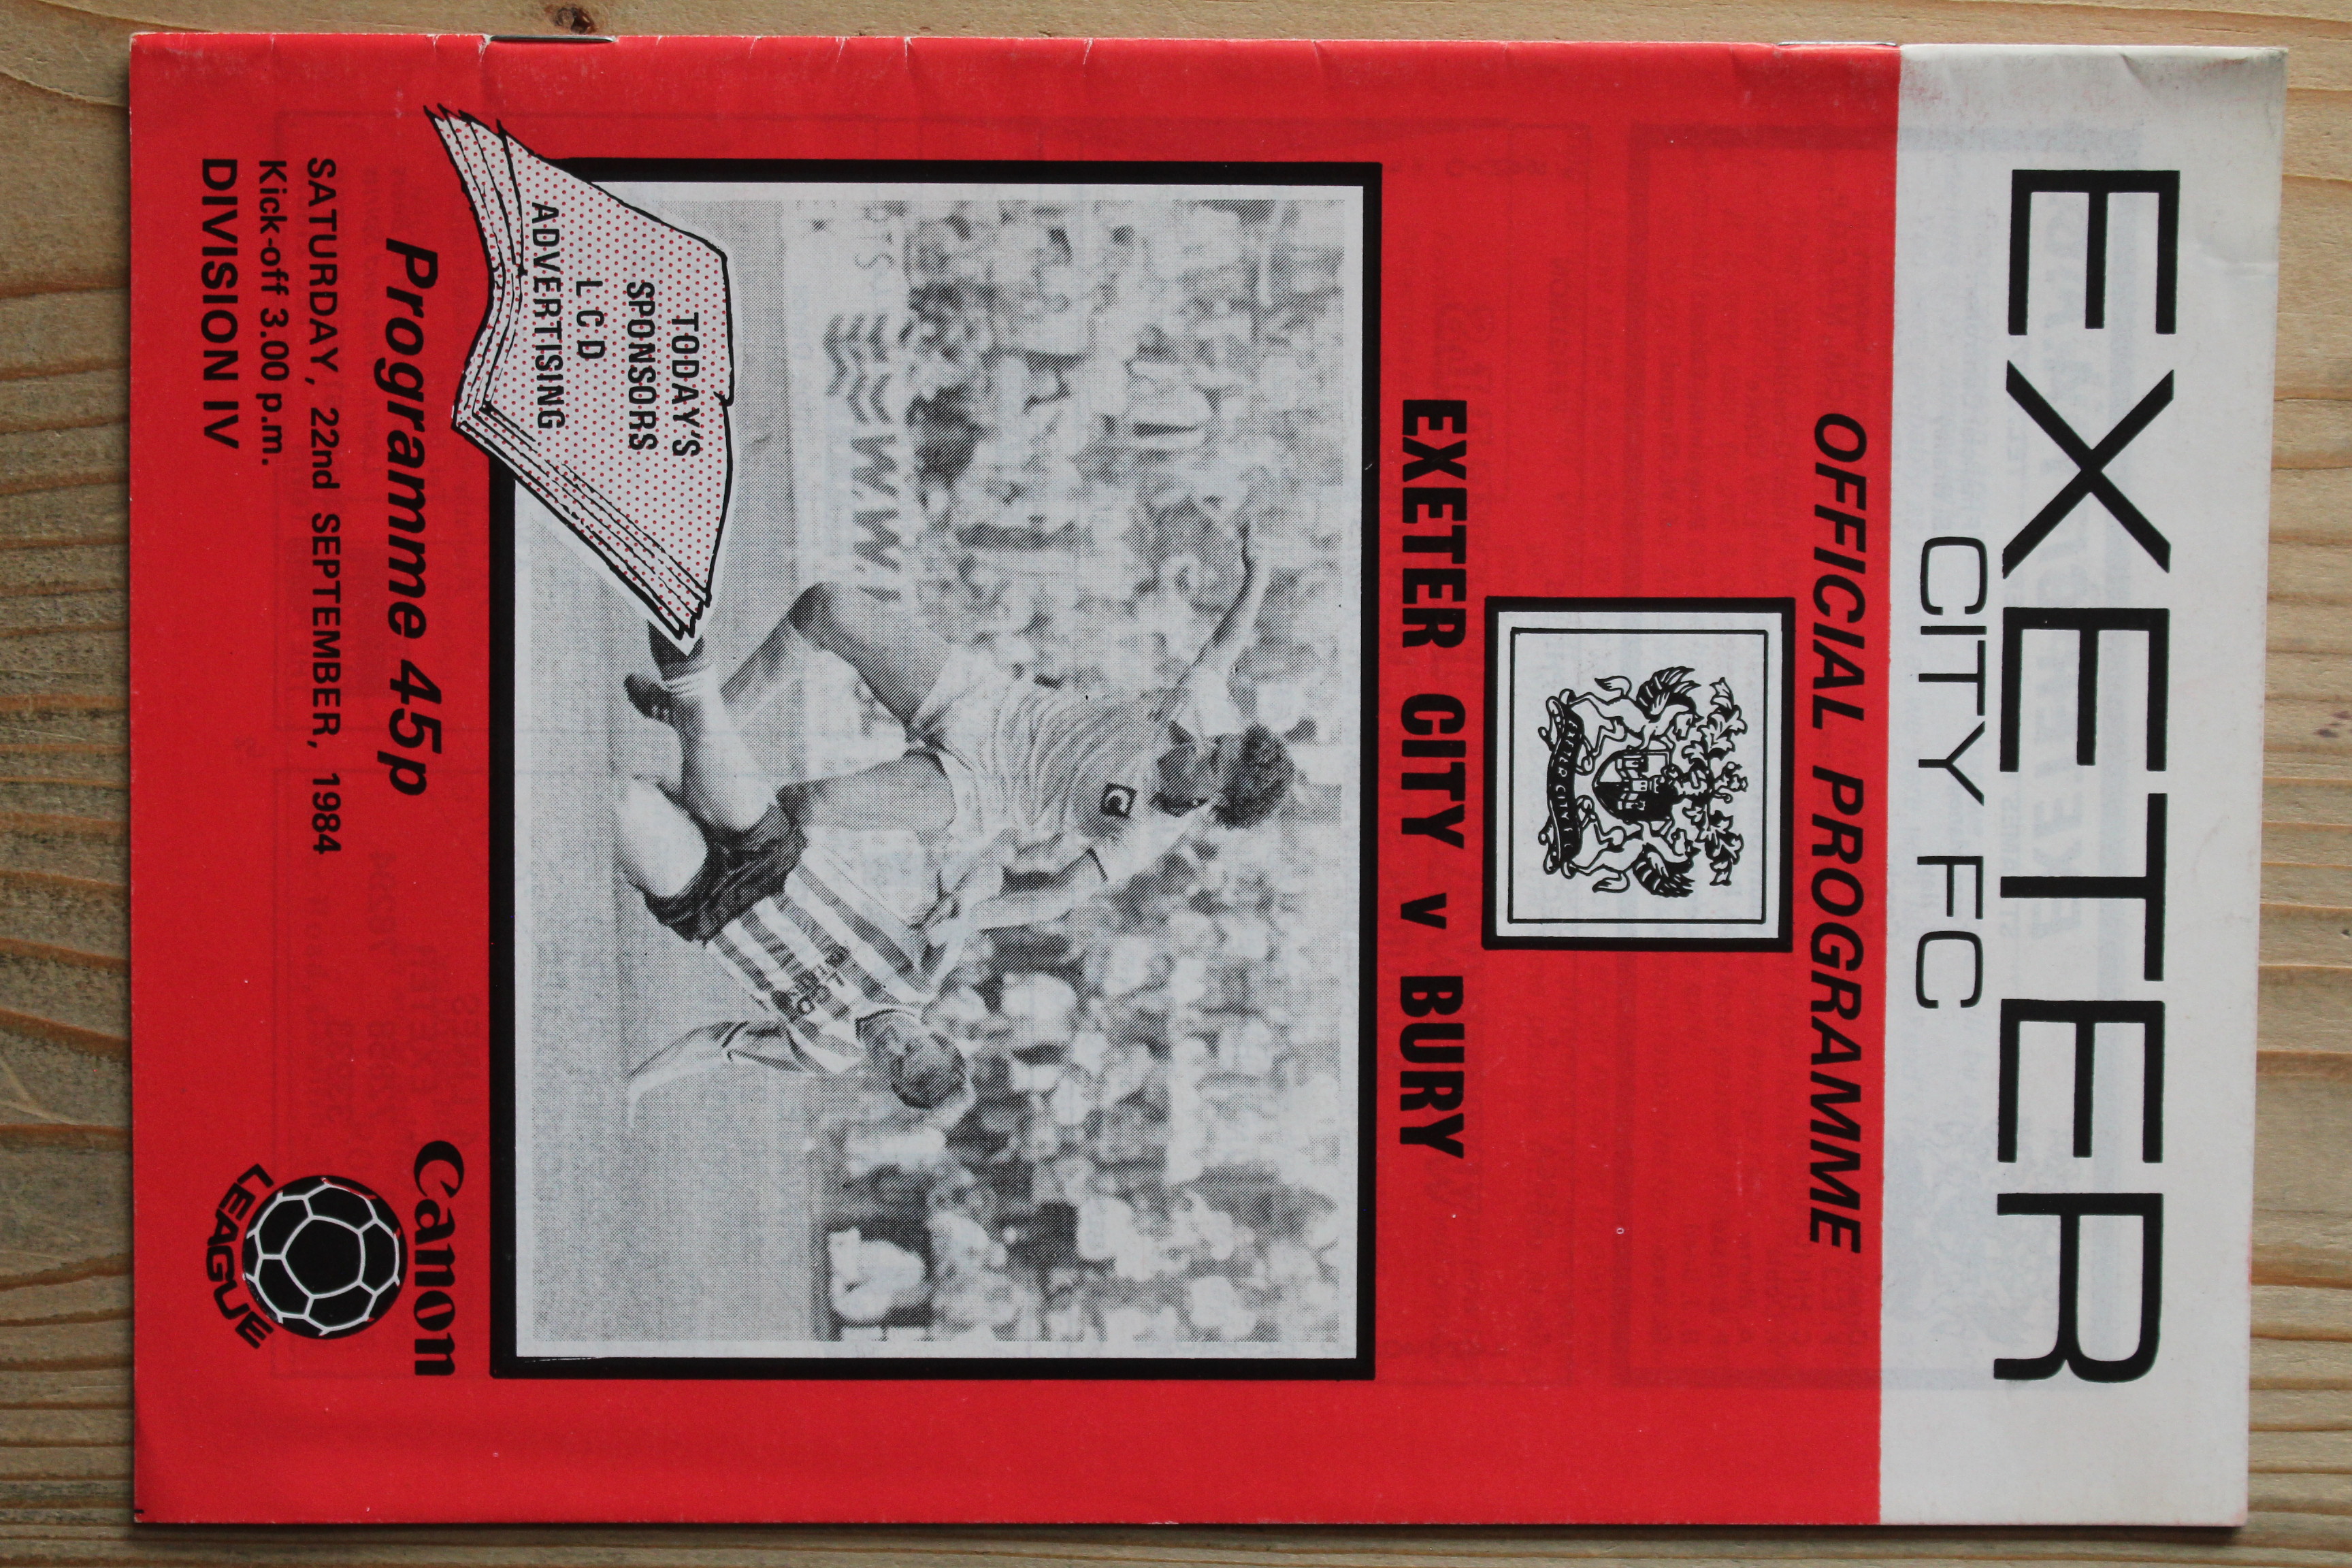 EXETER
CITY FC
OFFICIAL PROGRAMME
EXETER CITY v BURY
TODAY'S
SPONSORS
LCD
ADVERTISING
Programme 45p
SATURDAY, 22nd SEPTEMBER, 1984
Kick-off 3.00 p.m.
DIVISION IV
Canon
LEAGUE